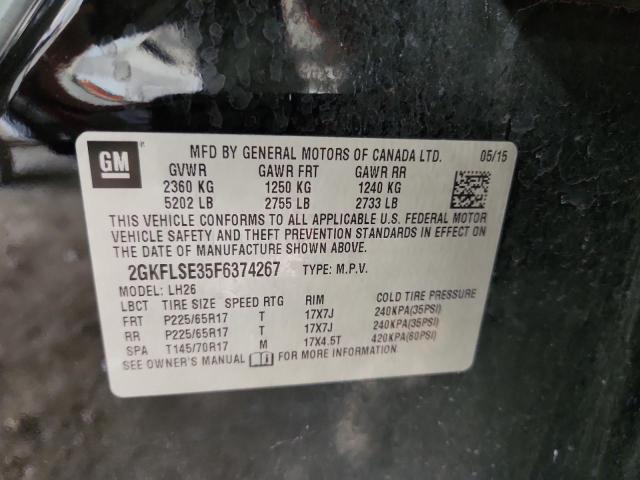 GM MFD BY GENERAL MOTORS OF CANADA LTD. 05/15
GVWR GAWR FRT GAWR RR
2360 KG 1250 KG 1240 KG
5202 LB 2755 LB 2733 LB
THIS VEHICLE CONFORMS TO ALL APPLICABLE U.S. FEDERAL MOTOR
VEHICLE SAFETY AND THEFT PREVENTION STANDARDS IN EFFECT ON
THE DATE OF MANUFACTURE SHOWN ABOVE.
2GKFLSE35F6374267 TYPE: M.P.V.
MODEL: LH26
LBCT TIRE SIZE SPEED RTG RIM COLD TIRE PRESSURE
FRT P225/65R17 T 17X7J 240KPA(35PSI)
RR P225/65R17 T 17X7J 240KPA(35PSI)
SPA T145/70R17 M 17X4.5T 420KPA(60PSI)
SEE OWNER'S MANUAL FOR MORE INFORMATION.